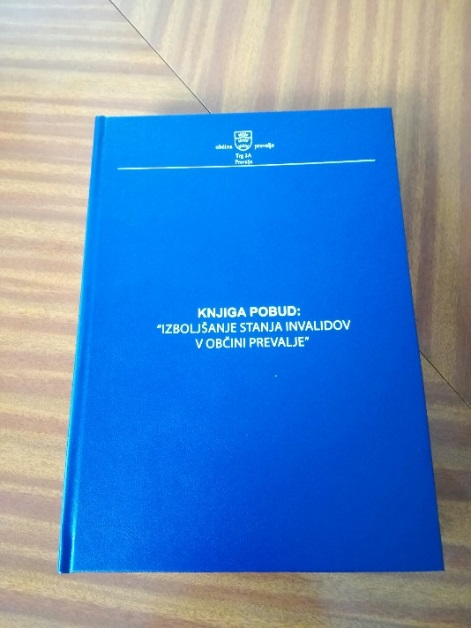 občina prevalje
Trg 2A
Prevalje
KNJIGA POBUD:
"IZBOLJŠANJE STANJA INVALIDOV
V OBČINI PREVALJE"